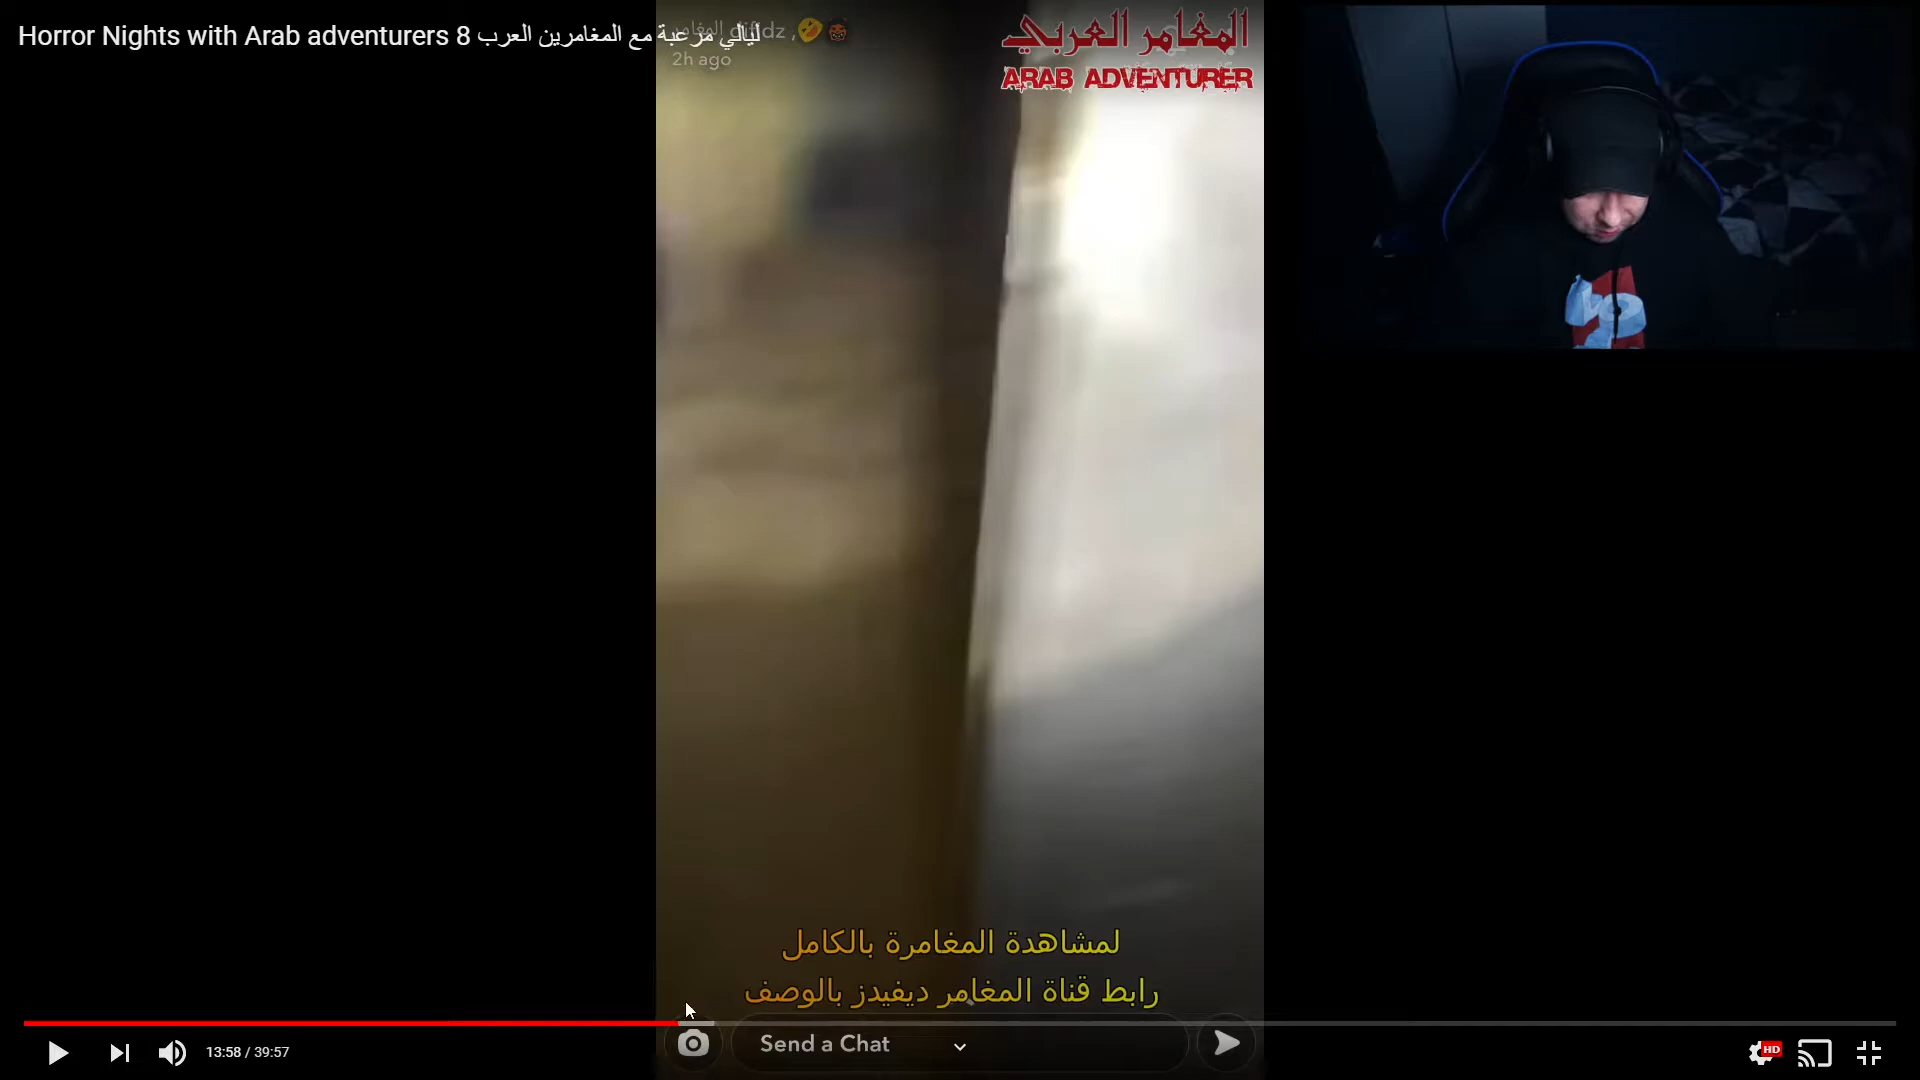 Horror Nights with Arab adventurers 8 ليالي مرعبة مع المغامرين العرب
2h ago
المغامر العربي
ARAB ADVENTURER
لمشاهدة المغامرة بالكامل
رابط قناة المغامر ديفيدز بالوصف
Send a Chat
13:58 / 39:57
HD